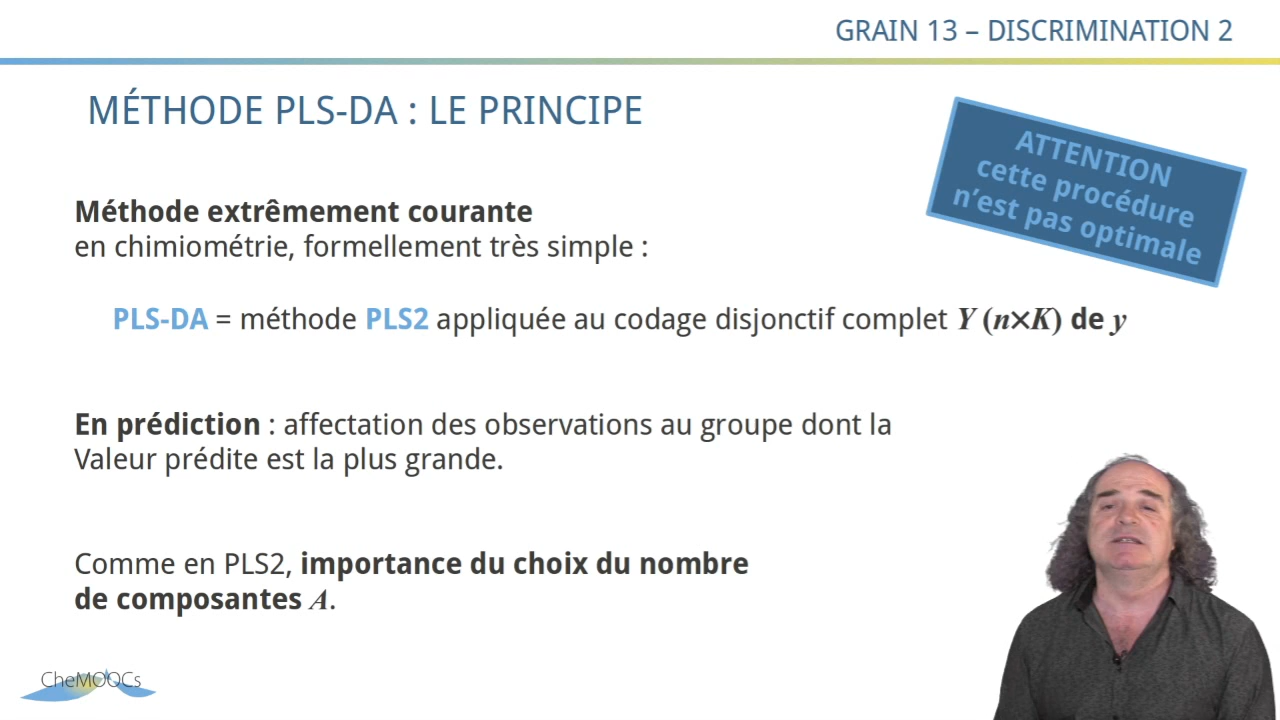 GRAIN 13 – DISCRIMINATION 2
MÉTHODE PLS-DA : LE PRINCIPE
ATTENTION
cette procédure
n’est pas optimale
Méthode extrêmement courante
en chimiométrie, formellement très simple :
PLS-DA = méthode PLS2 appliquée au codage disjonctif complet Y (n×K) de y
En prédiction : affectation des observations au groupe dont la
Valeur prédite est la plus grande.
Comme en PLS2, importance du choix du nombre
de composantes A.
CheMOOCs